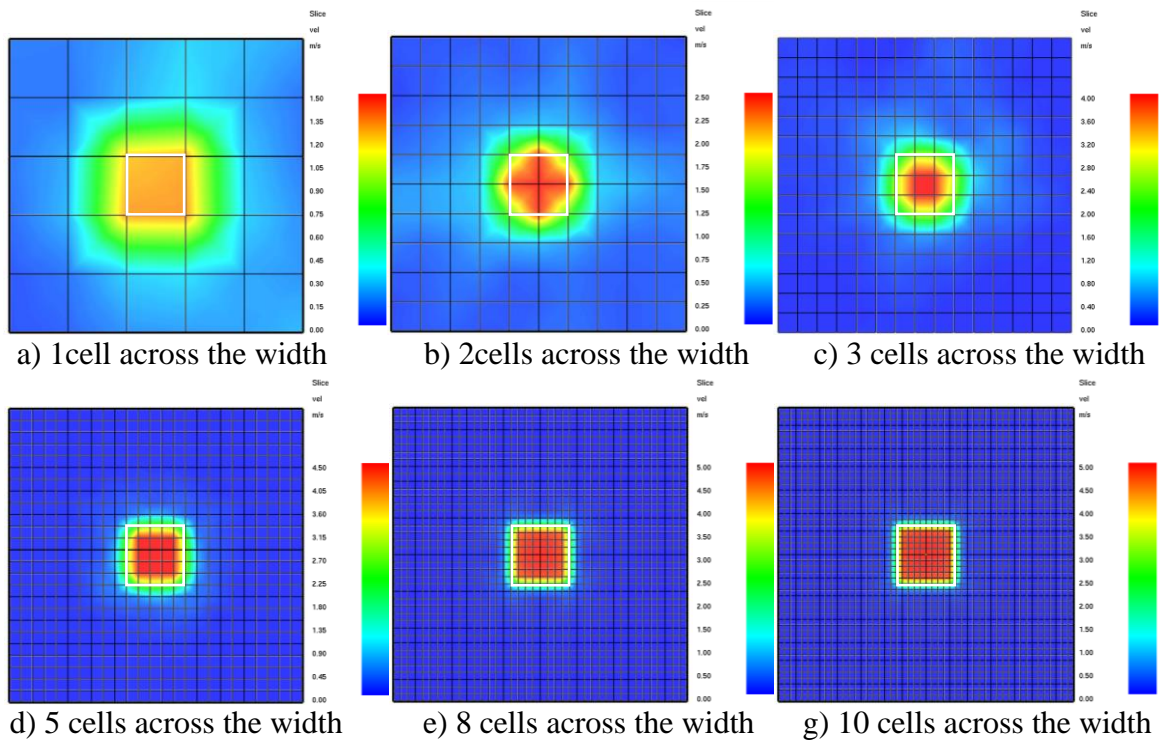 Slice
vel
m/s
1.50
1.35
1.20
1.05
0.90
0.75
0.60
0.45
0.30
0.15
0.00
a) 1cell across the width
Slice
vel
m/s
2.50
2.25
2.00
1.75
1.50
1.25
1.00
0.75
0.50
0.25
0.00
b) 2cells across the width
Slice
vel
m/s
4.00
3.60
3.20
2.80
2.40
2.00
1.60
1.20
0.80
0.40
0.00
c) 3 cells across the width
Slice
vel
m/s
4.50
4.05
3.60
3.15
2.75
2.25
1.80
1.35
0.90
0.45
0.00
d) 5 cells across the width
Slice
vel
m/s
5.00
4.50
4.00
3.50
3.00
2.50
2.00
1.50
1.00
0.50
0.00
e) 8 cells across the width
Slice
vel
m/s
5.00
4.50
4.00
3.50
3.00
2.50
2.00
1.50
1.00
0.50
0.00
g) 10 cells across the width